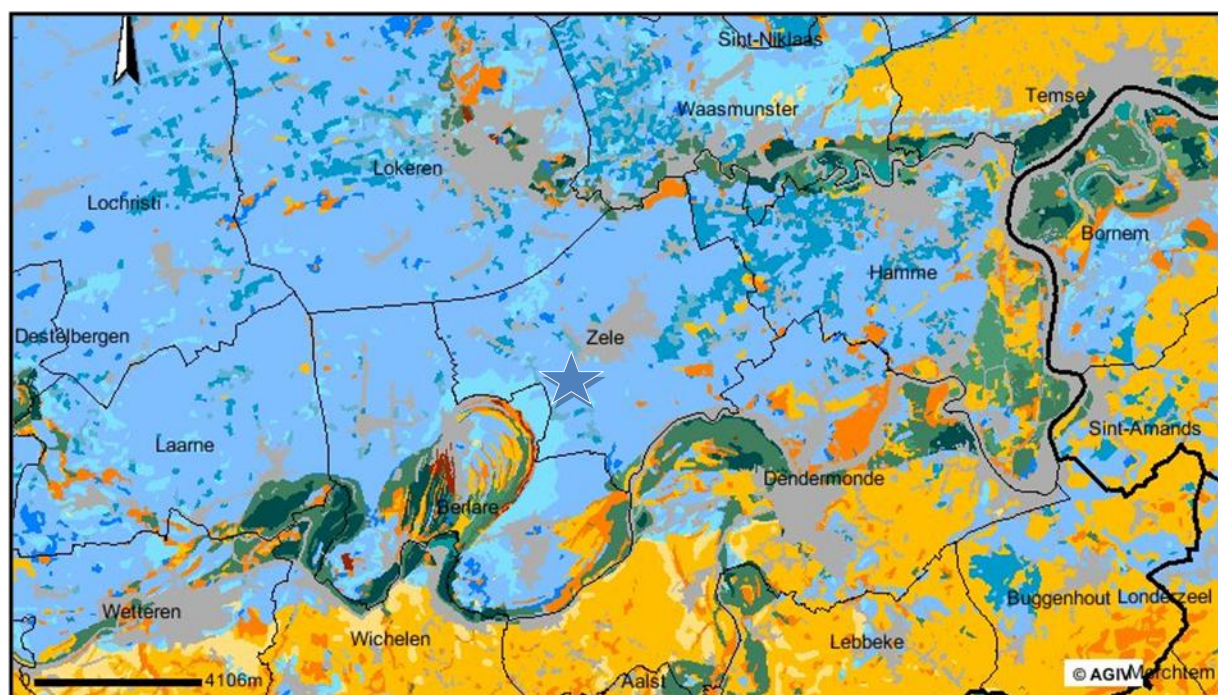 Sint-Niklaas
Waasmunster
Temse
Lokeren
Lochristi
Bornem
Hamme
Destelbergen
Zele
Laarne
Sint-Amands
Dendermonde
Berlare
Buggenhout
Londerzeel
Wetteren
Wichelen
Lebbeke
0 4106m
Aalst
© AGIV
Merchtem